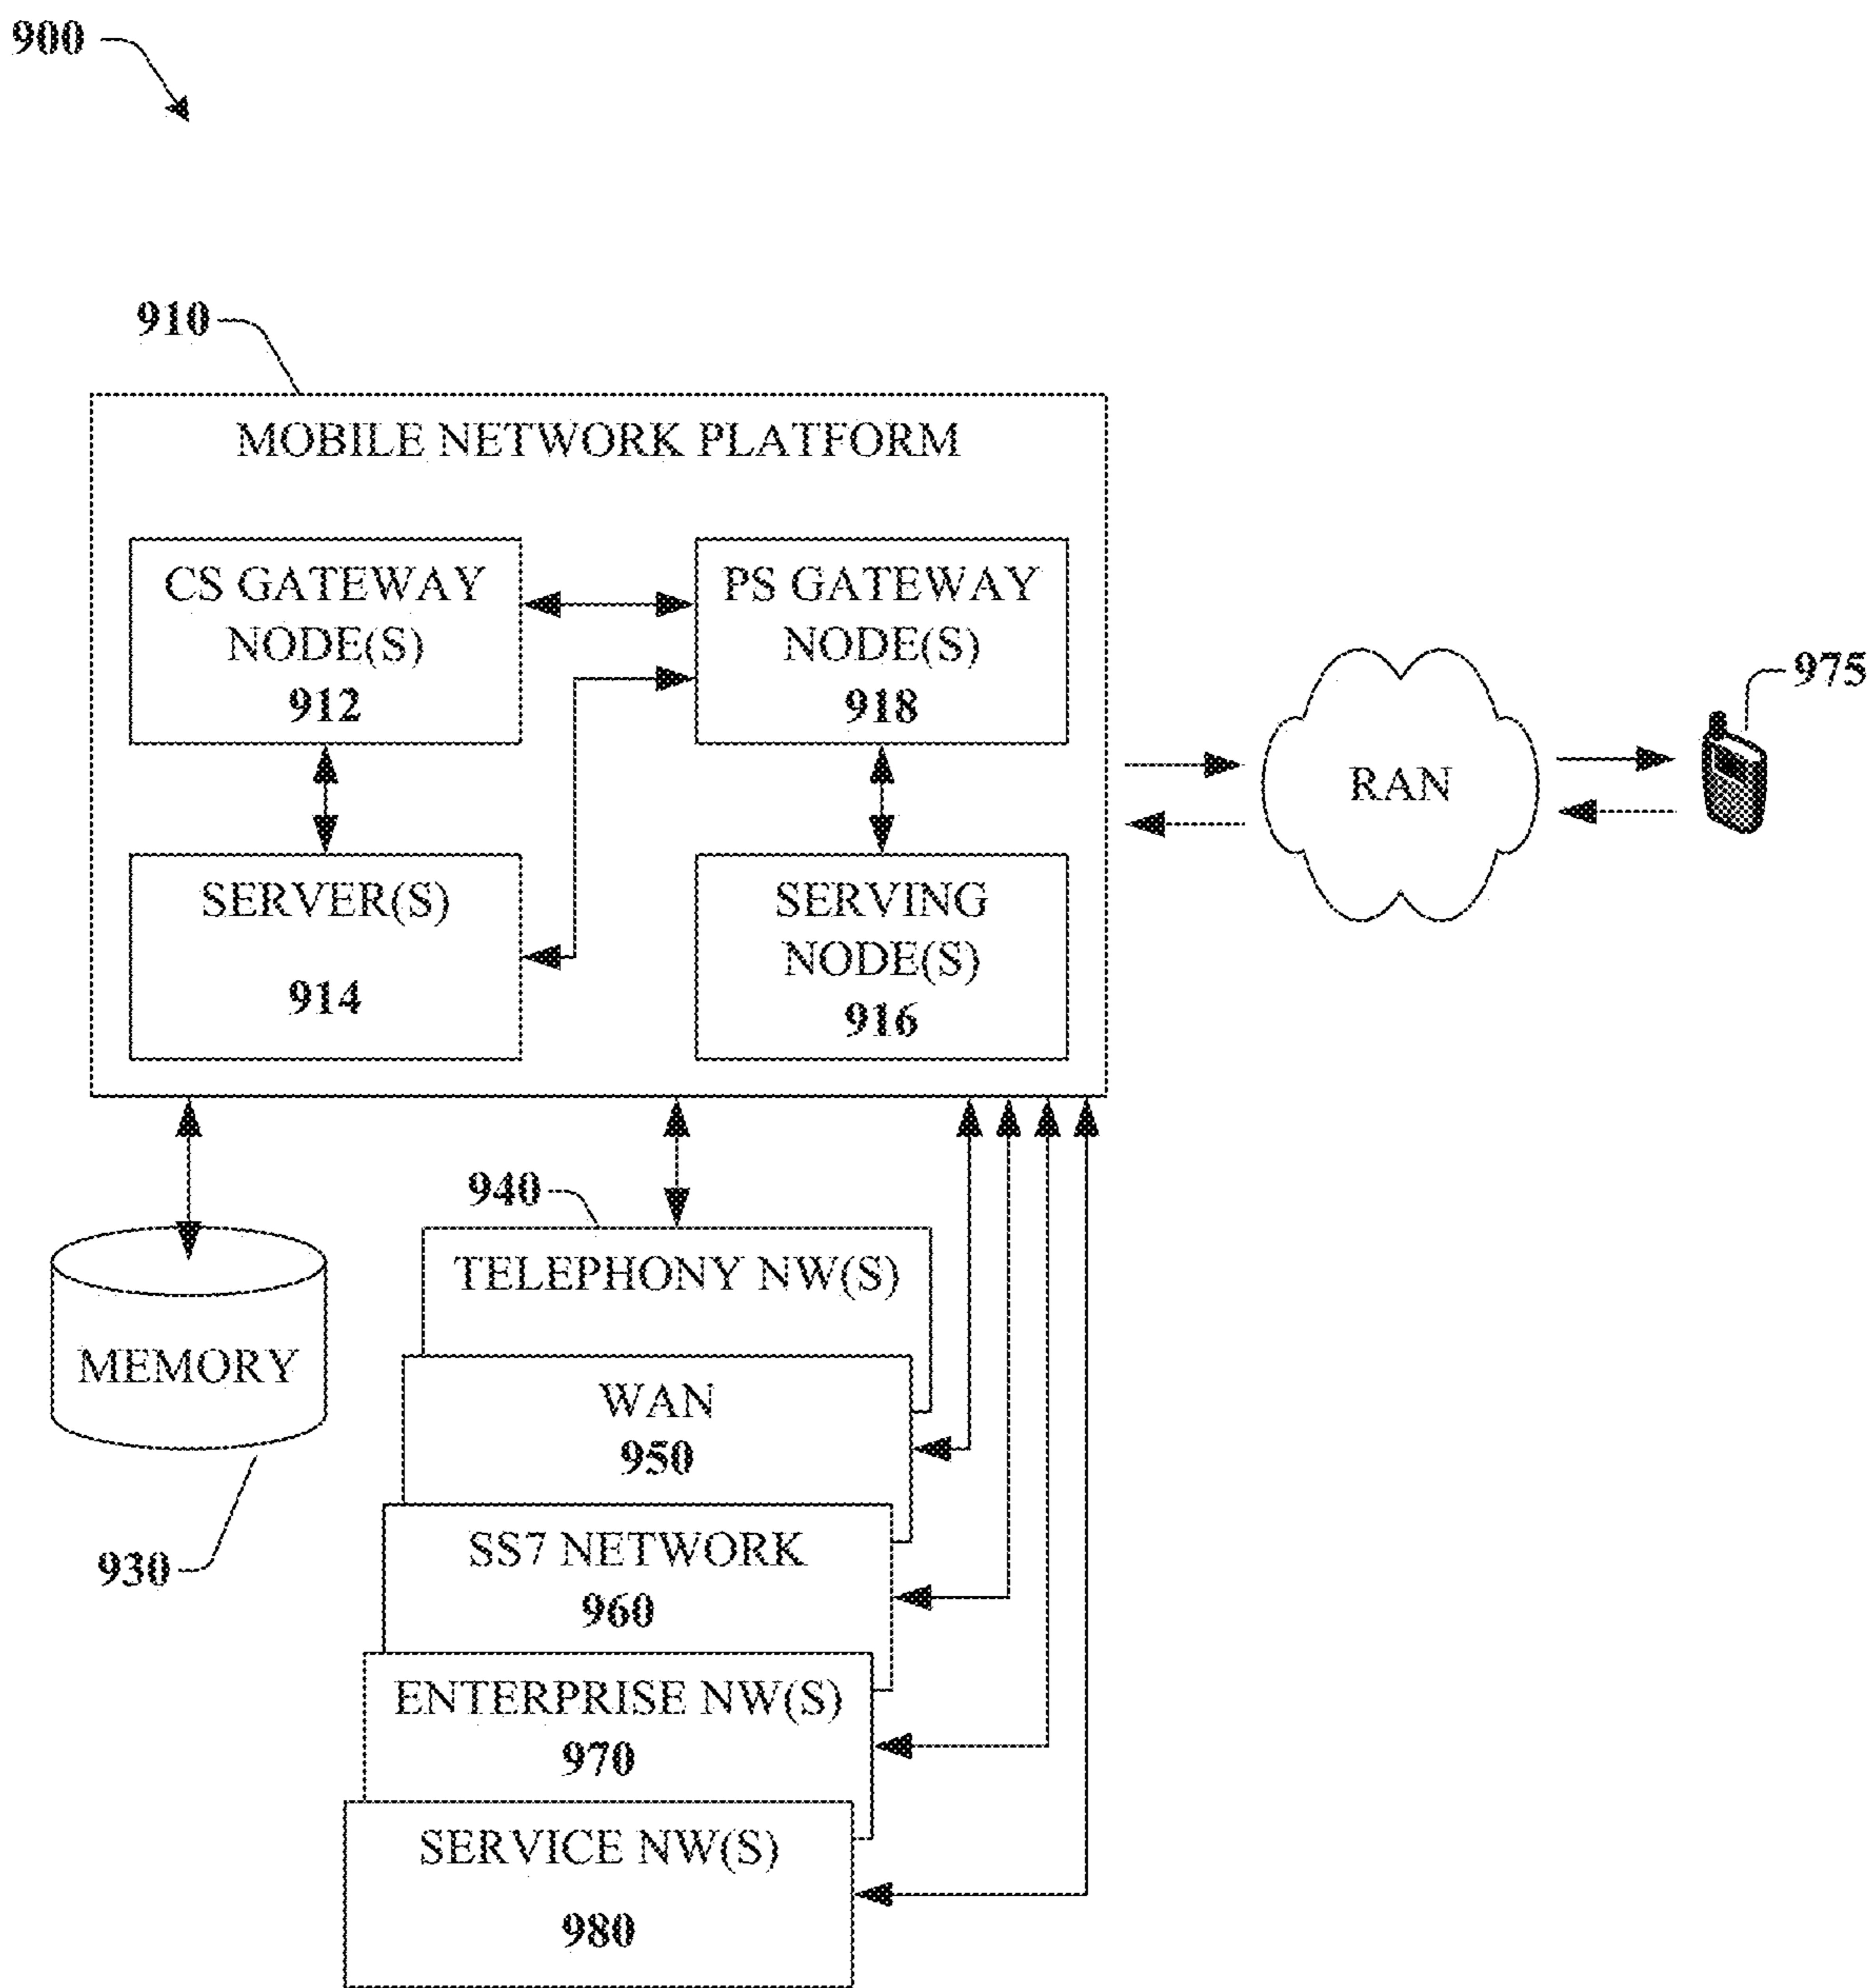 900
910
MOBILE NETWORK PLATFORM
CS GATEWAY
NODE(S)
912
PS GATEWAY
NODE(S)
918
SERVER(S)
914
SERVING
NODE(S)
916
RAN
975
940
TELEPHONY NW(S)
MEMORY
930
WAN
950
SS7 NETWORK
960
ENTERPRISE NW(S)
970
SERVICE NW(S)
980